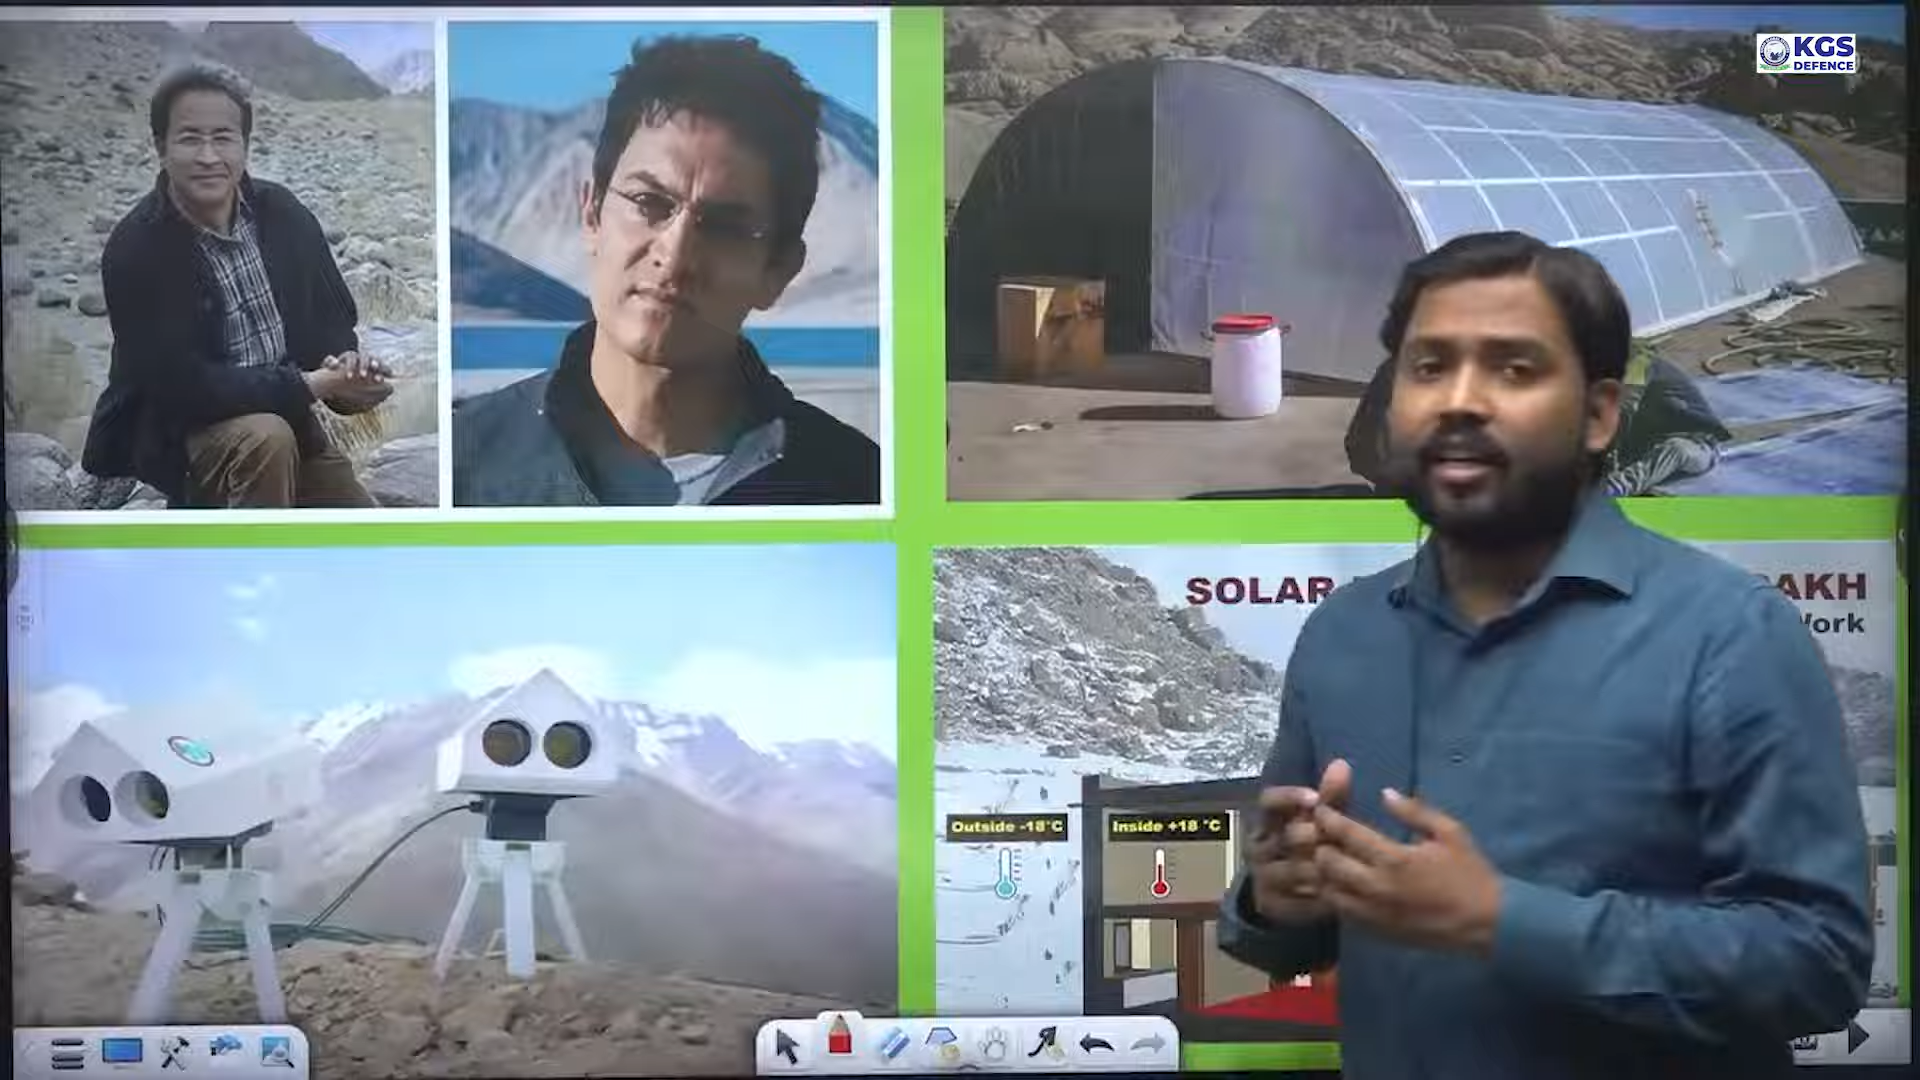 KGS
DEFENCE
SOLAR
AKH
Work
Outside -18°C
Inside +18 °C